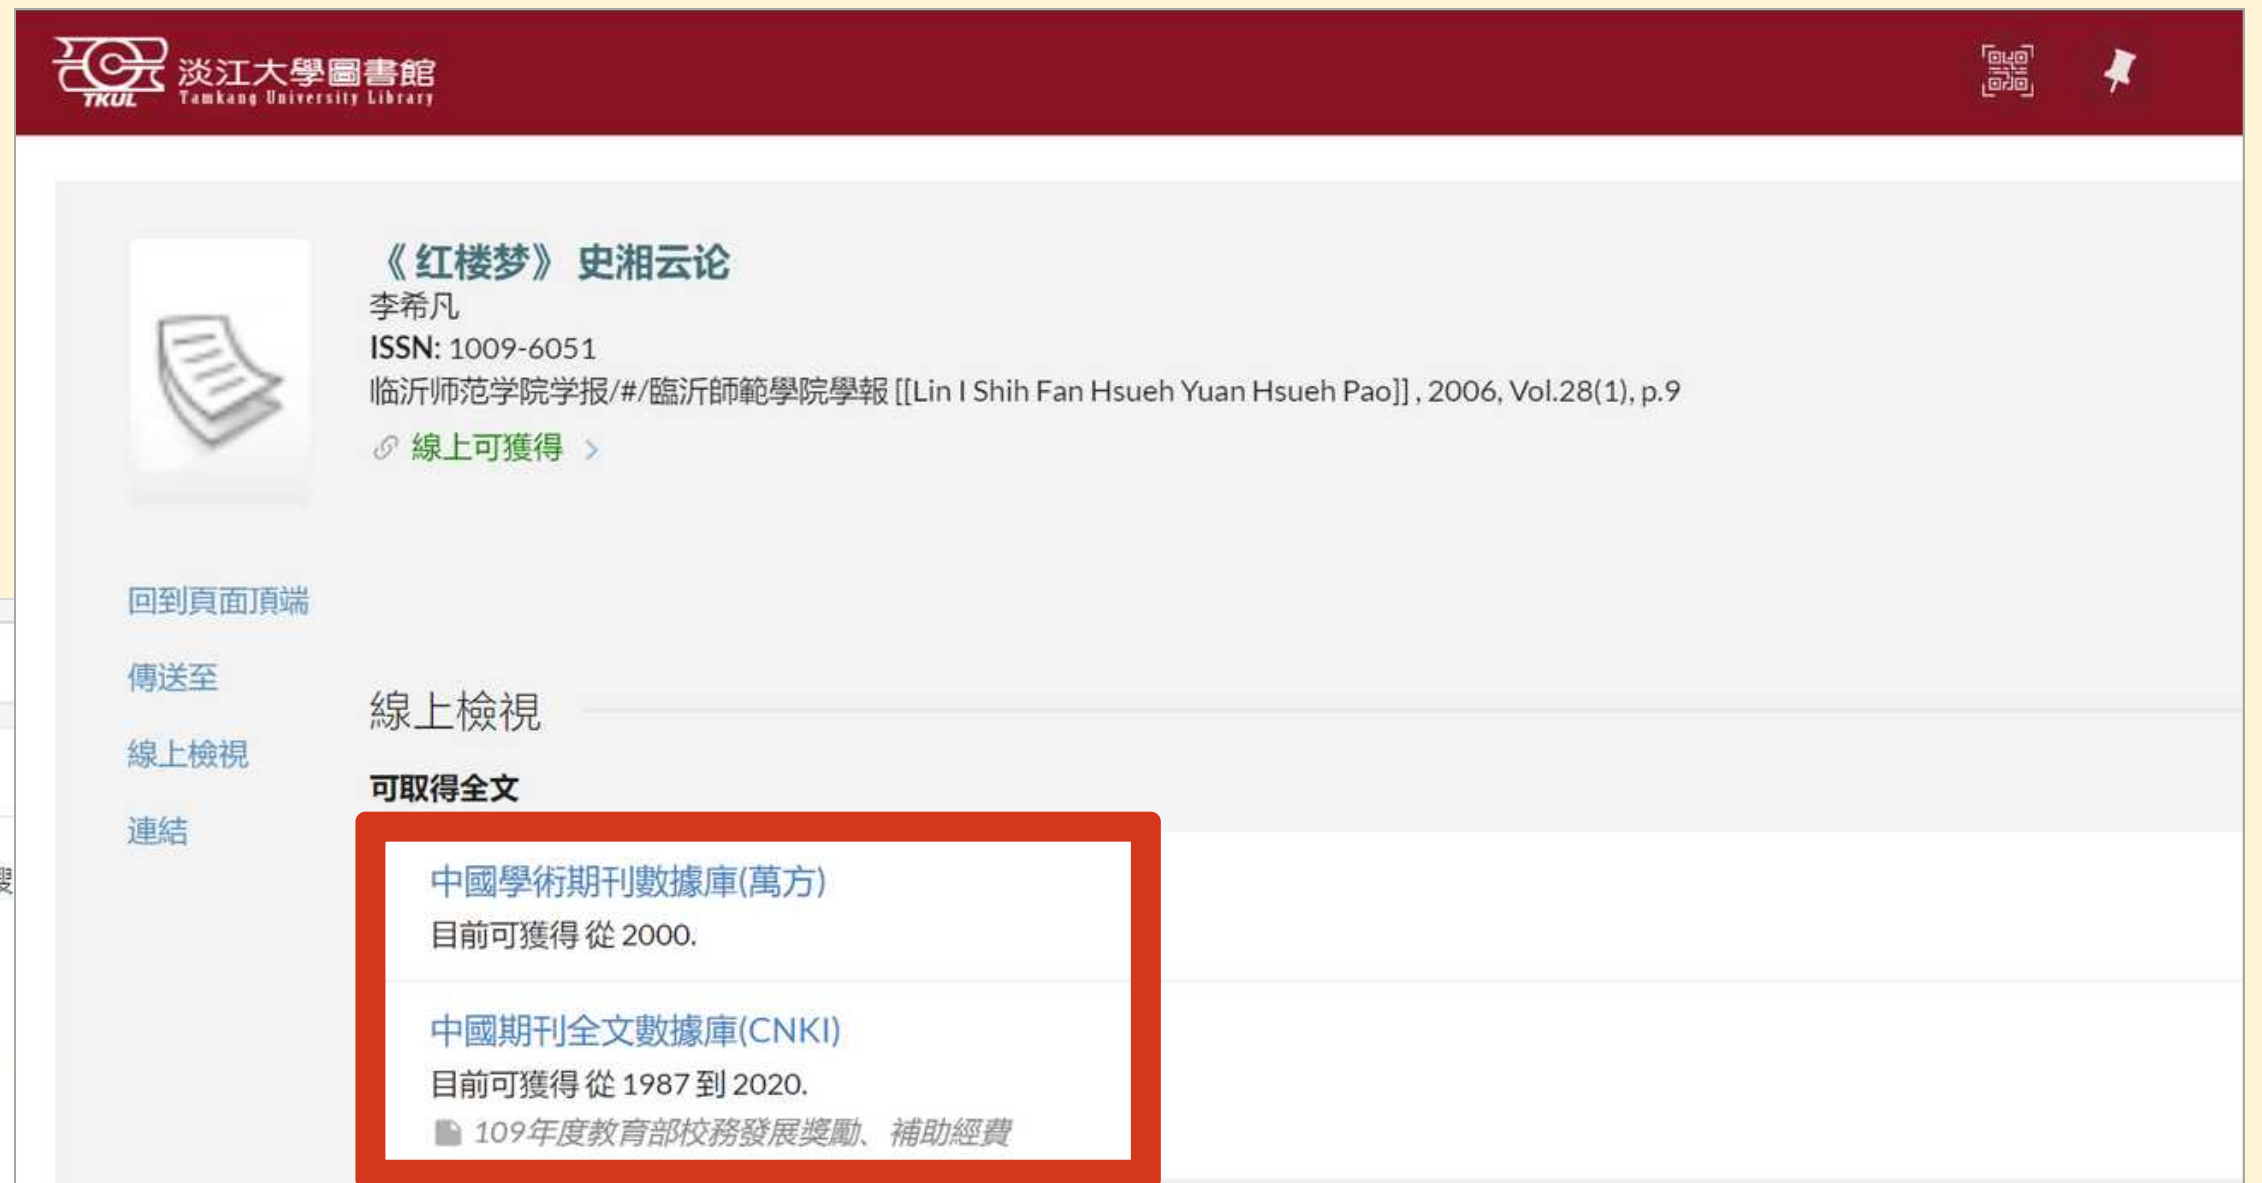 淡江大學圖書館
TKUL
Tamkang University Library
《 红楼梦》 史湘云论
李希凡
ISSN: 1009-6051
临沂师范学院学报/#/臨沂師範學院學報 [[Lin I Shih Fan Hsueh Yuan Hsueh Pao]] , 2006, Vol.28(1), p.9
線上可獲得
回到頁面頂端
傳送至
線上檢視
連結
線上檢視
可取得全文
中國學術期刊數據庫(萬方)
目前可獲得 從 2000.
中國期刊全文數據庫(CNKI)
目前可獲得 從 1987 到 2020.
109年度教育部校務發展獎勵、補助經費